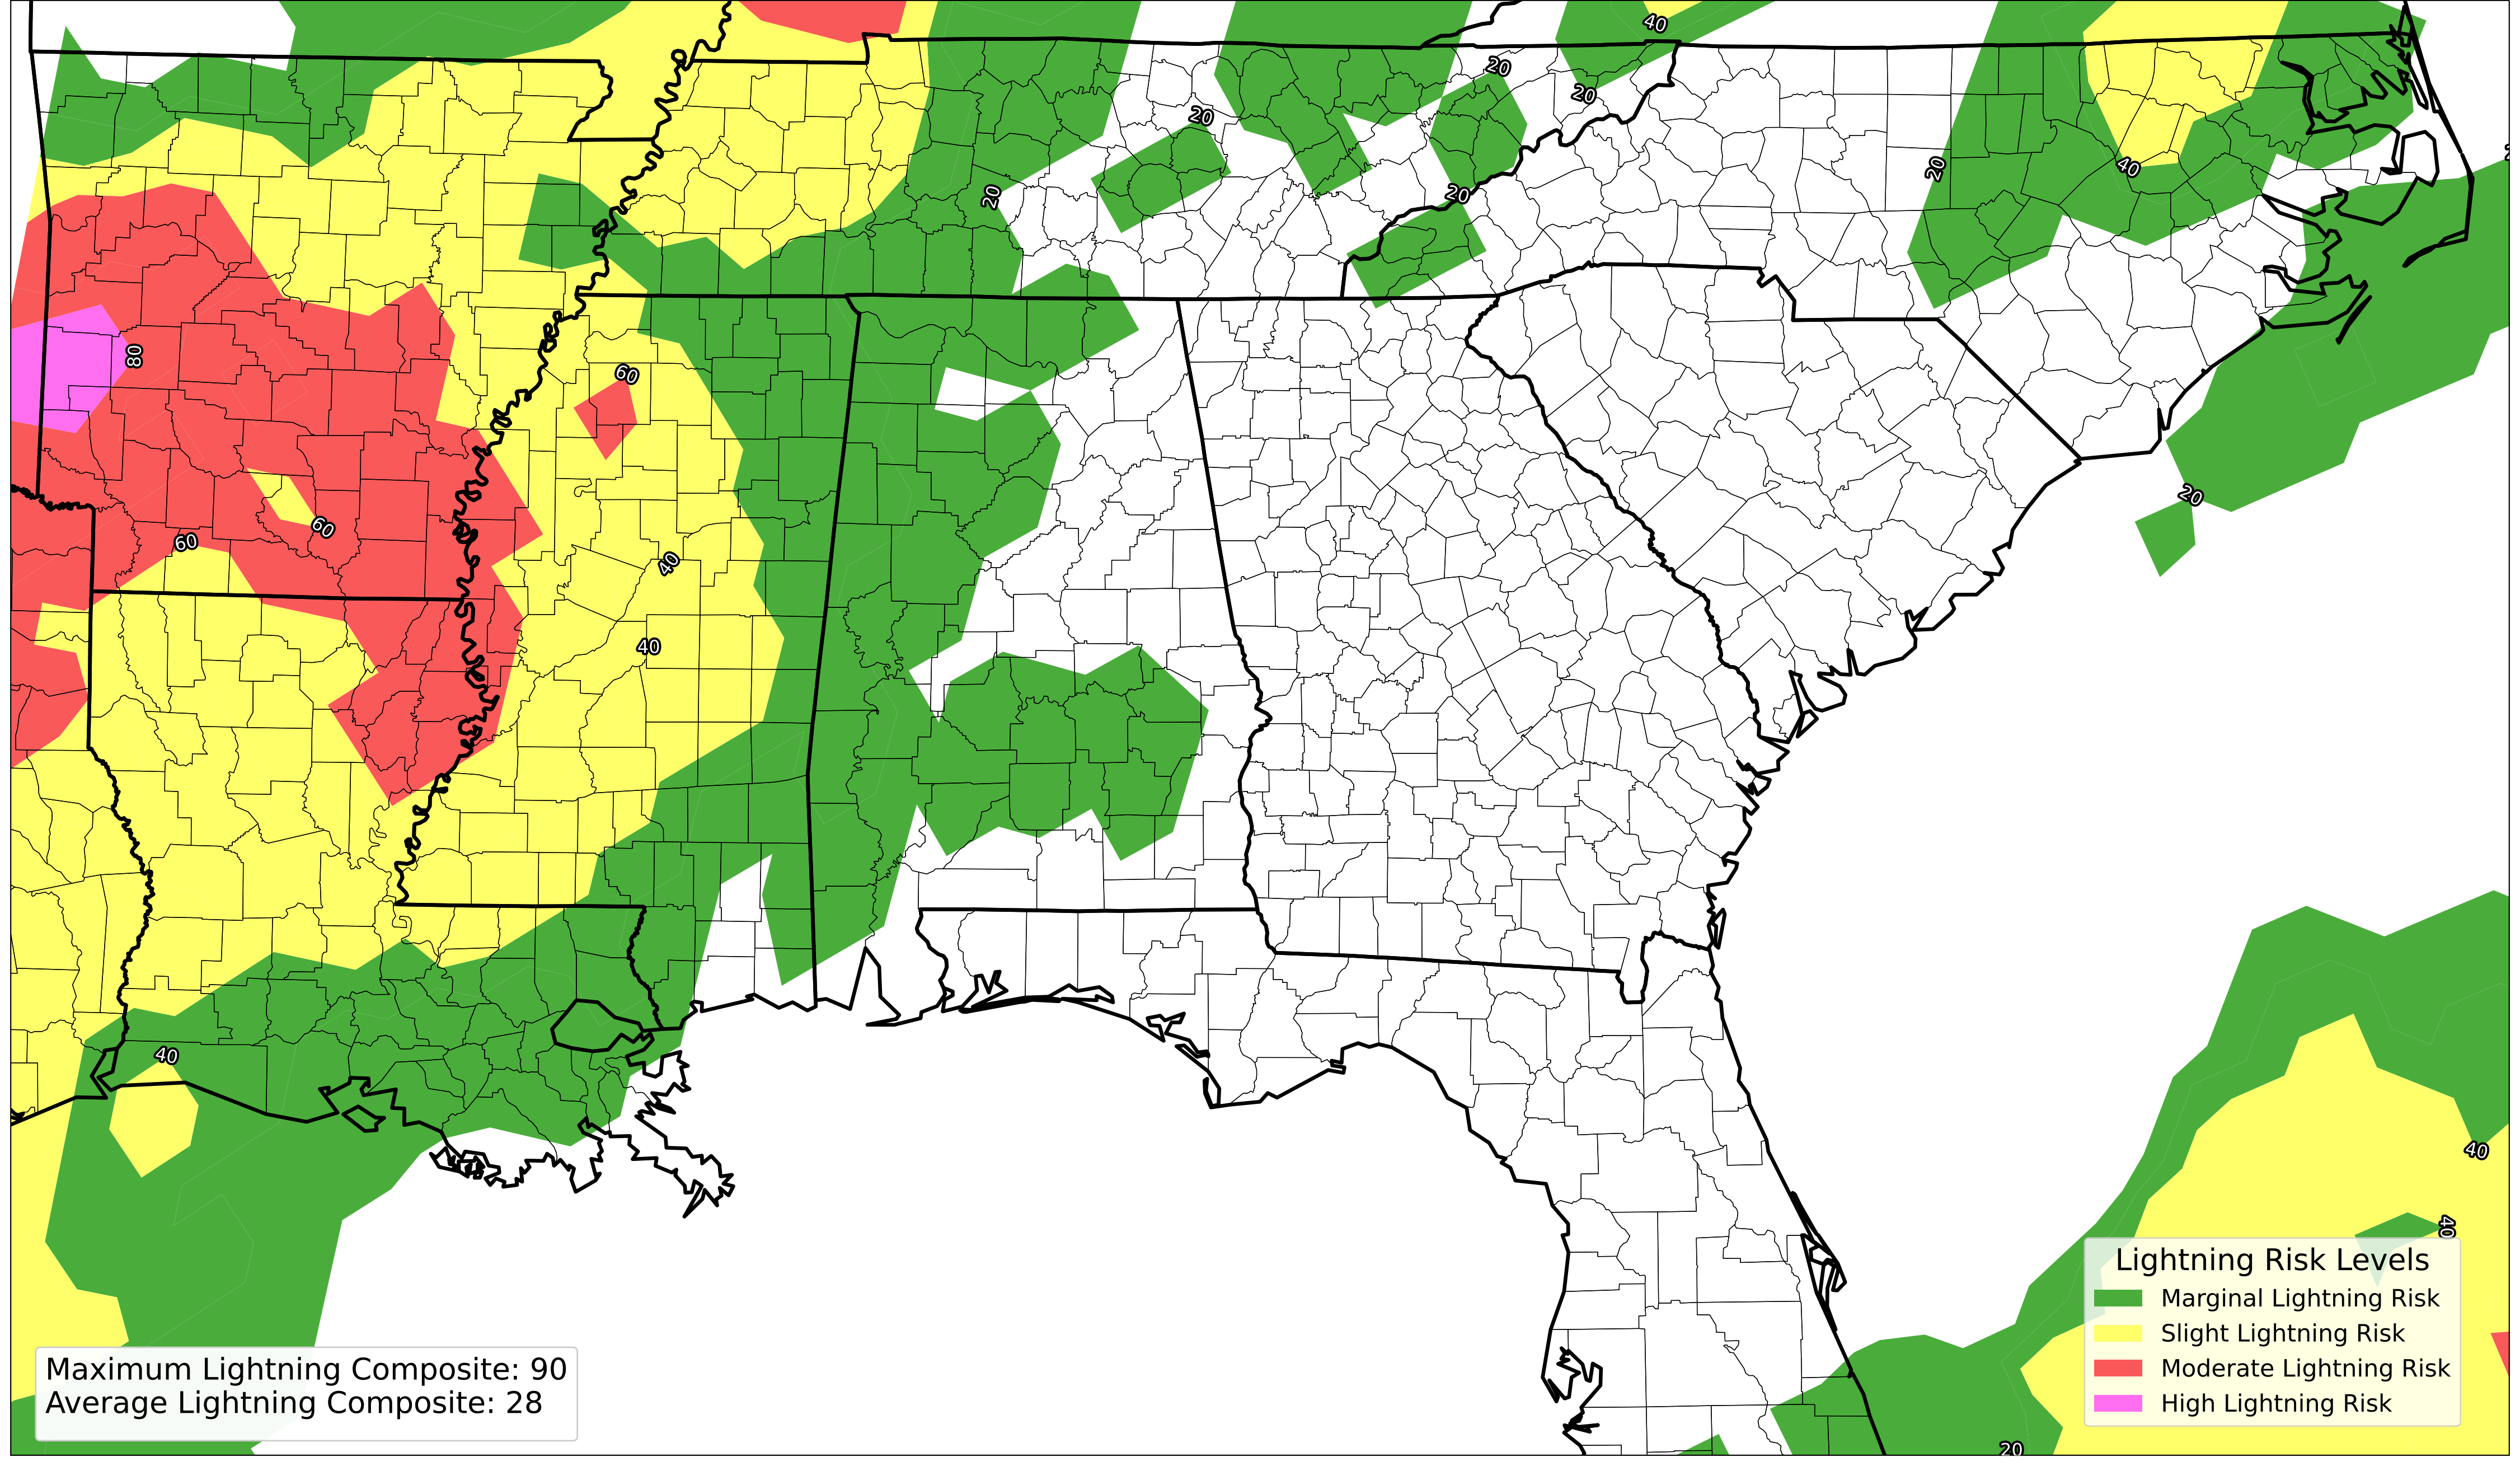 40
20
20
20
40
20
20
20
80
60
20
60
60
40
40
40
40
40
20
Lightning Risk Levels
Marginal Lightning Risk
Slight Lightning Risk
Moderate Lightning Risk
High Lightning Risk
Maximum Lightning Composite: 90
Average Lightning Composite: 28